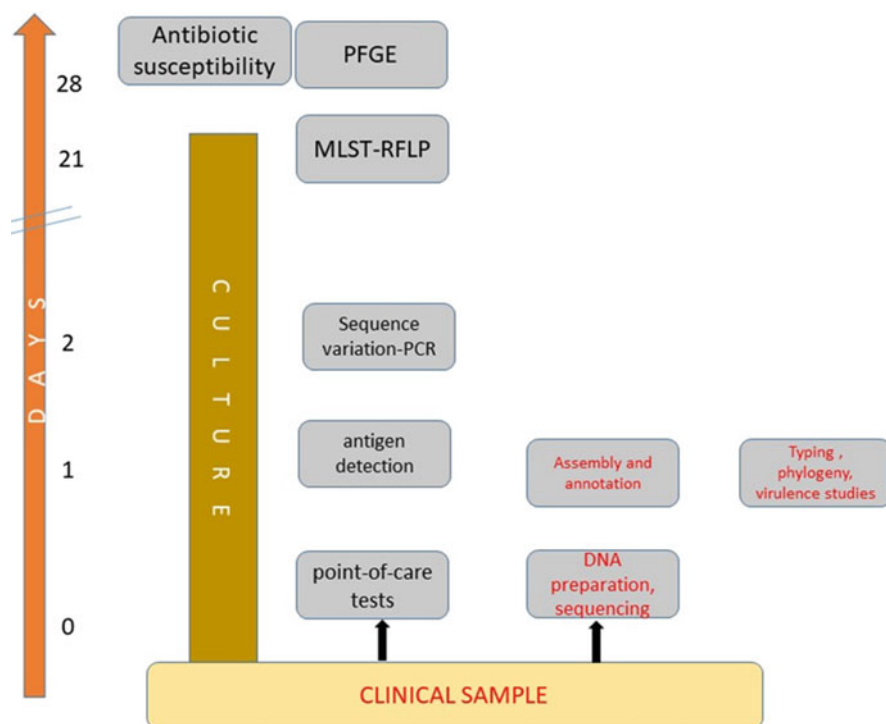 Antibiotic
susceptibility
PFGE
28
MLST-RFLP
21
Sequence
variation-PCR
2
antigen
detection
1
Assembly and
annotation
Typing ,
phylogeny,
virulence studies
point-of-care
tests
DNA
preparation,
sequencing
0
DAYS
CULTURE
CLINICAL SAMPLE